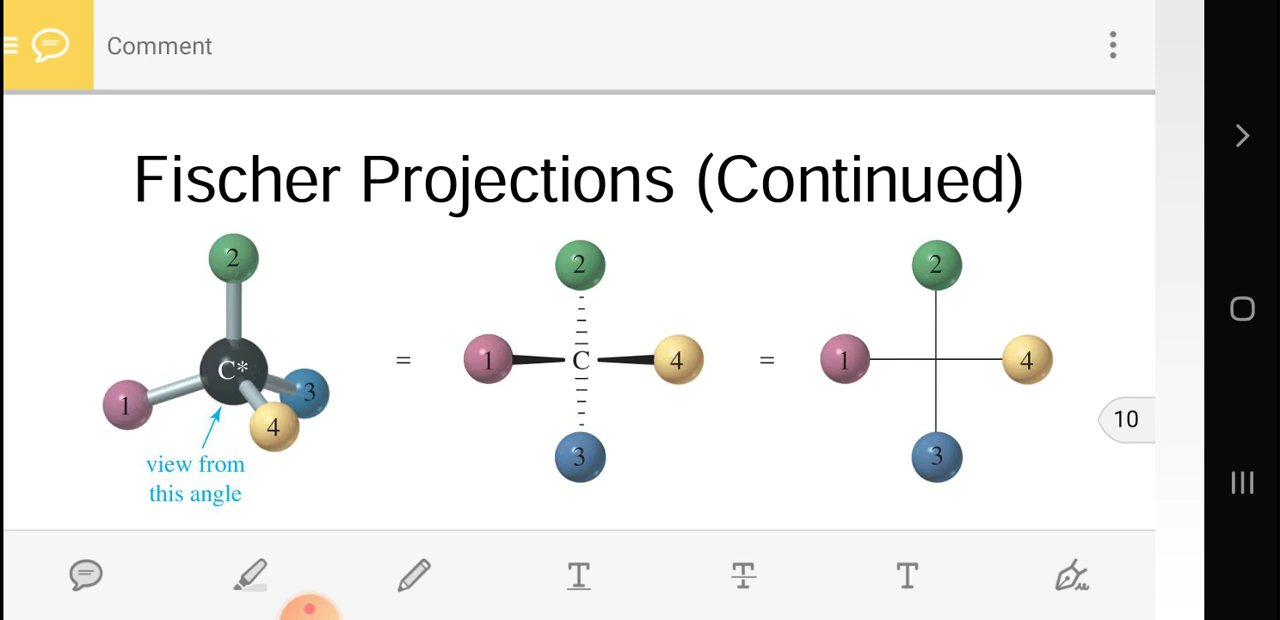 Comment
Fischer Projections (Continued)
2
C*
1
3
4
view from
this angle
=
2
1
C
4
3
=
2
1
4
3
10
T
T
T